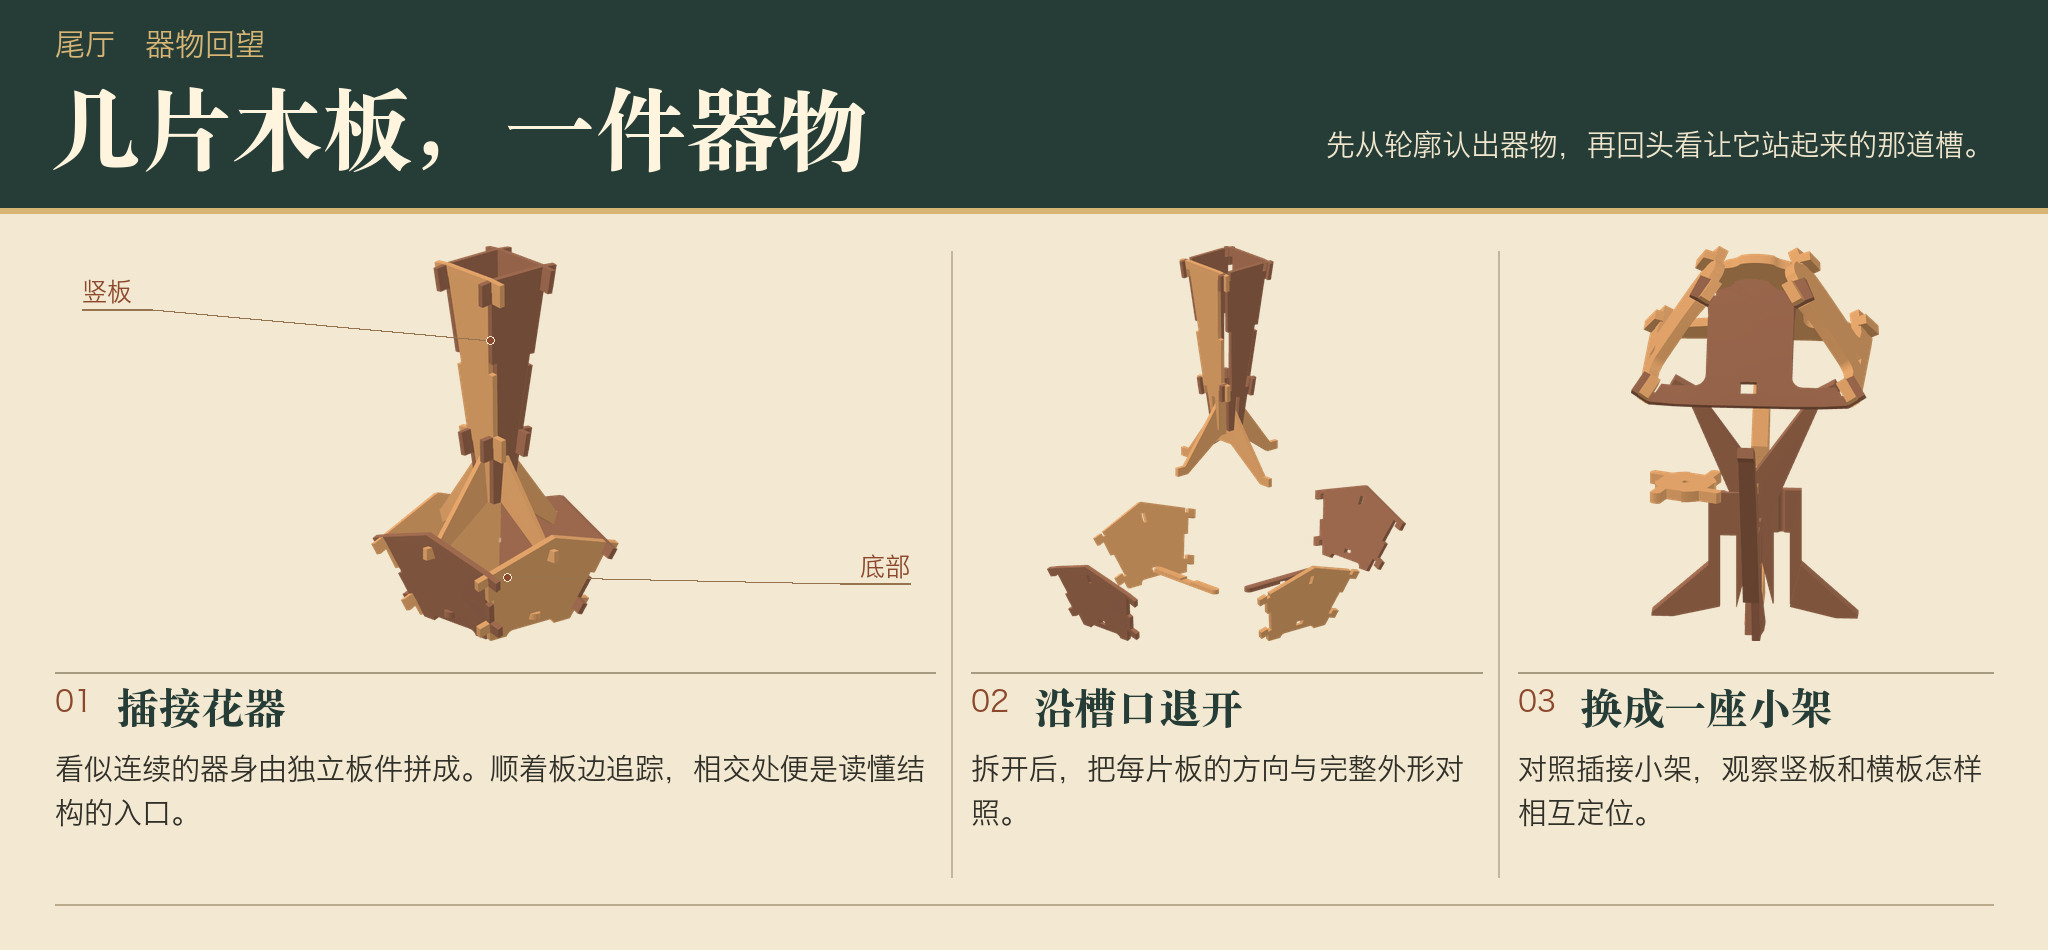 尾厅　器物回望
几片木板，一件器物
先从轮廓认出器物，再回头看让它站起来的那道槽。
竖板
底部
01 插接花器
看似连续的器身由独立板件拼成。顺着板边追踪，相交处便是读懂结
构的入口。
02 沿槽口退开
拆开后，把每片板的方向与完整外形对
照。
03 换成一座小架
对照插接小架，观察竖板和横板怎样
相互定位。